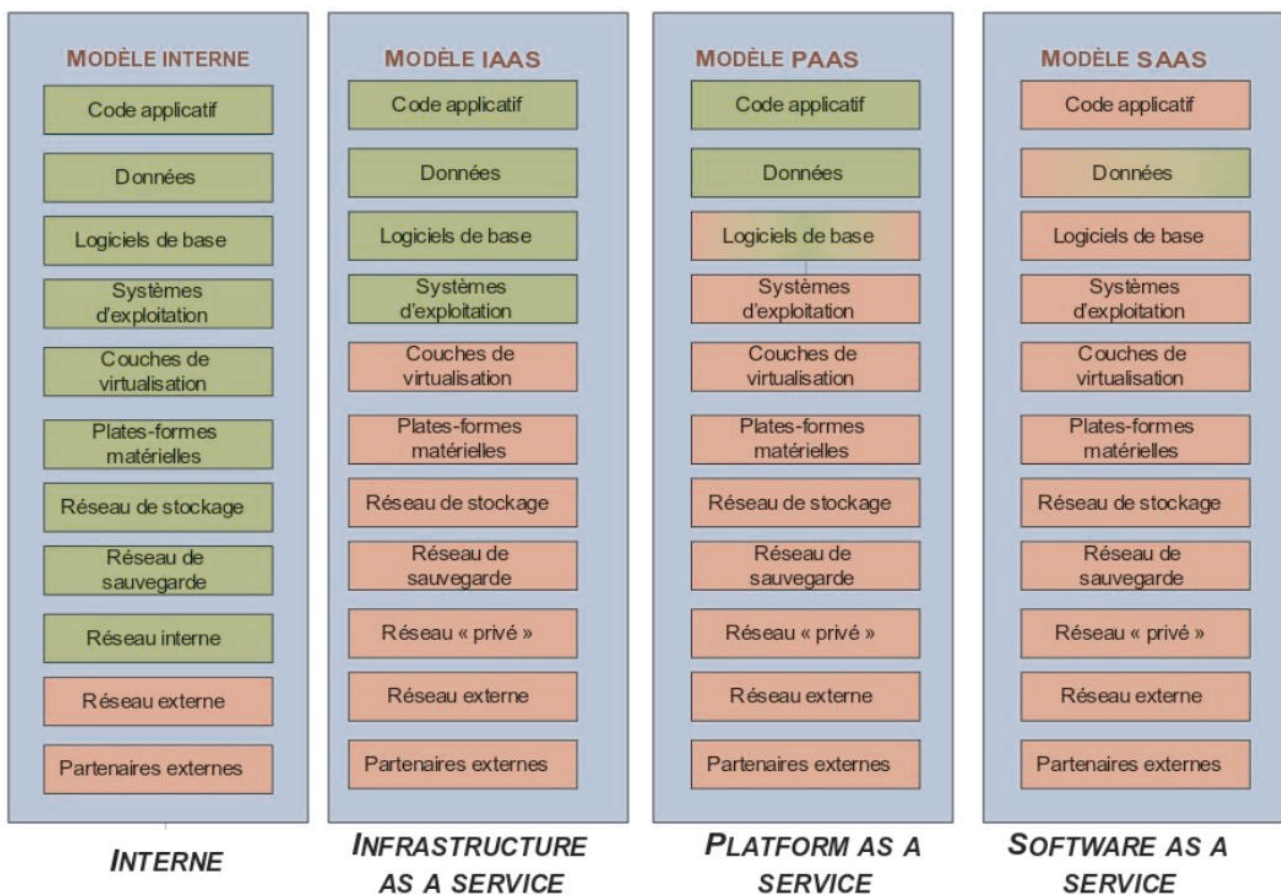 MODÈLE INTERNE
Code applicatif
Données
Logiciels de base
Systèmes
d'exploitation
Couches de
virtualisation
Plates-formes
matérielles
Réseau de stockage
Réseau de
sauvegarde
Réseau interne
Réseau externe
Partenaires externes
INTERNE
MODÈLE IAAS
Code applicatif
Données
Logiciels de base
Systèmes
d'exploitation
Couches de
virtualisation
Plates-formes
matérielles
Réseau de stockage
Réseau de
sauvegarde
Réseau « privé »
Réseau externe
Partenaires externes
INFRASTRUCTURE
AS A SERVICE
MODÈLE PAAS
Code applicatif
Données
Logiciels de base
Systèmes
d'exploitation
Couches de
virtualisation
Plates-formes
matérielles
Réseau de stockage
Réseau de
sauvegarde
Réseau « privé »
Réseau externe
Partenaires externes
PLATFORM AS A
SERVICE
MODÈLE SAAS
Code applicatif
Données
Logiciels de base
Systèmes
d'exploitation
Couches de
virtualisation
Plates-formes
matérielles
Réseau de stockage
Réseau de
sauvegarde
Réseau « privé »
Réseau externe
Partenaires externes
SOFTWARE AS A
SERVICE